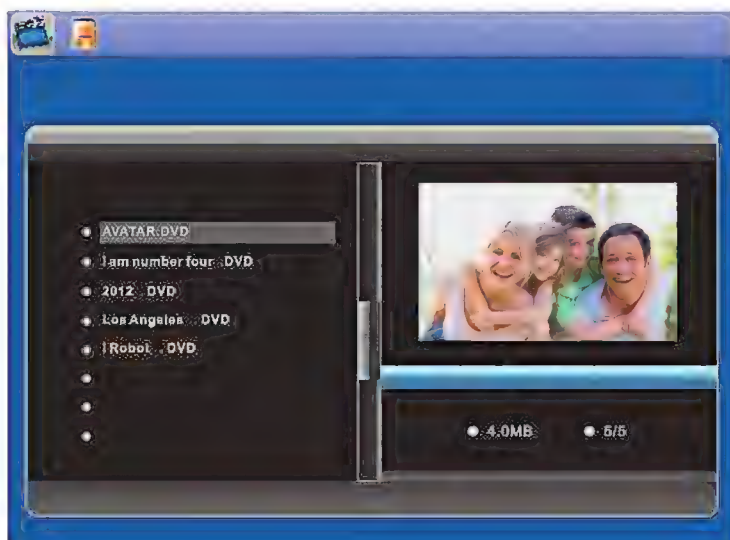 AVATAR.DVD
I am number four .DVD
2012 .DVD
Los Angeles .DVD
I Robot .DVD
4.0MB 5/5